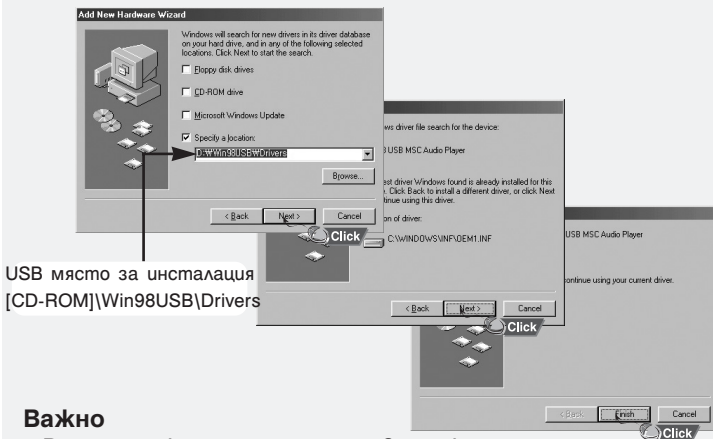 Add New Hardware Wizard
Windows will search for new drivers in its driver database
on your hard drive, and in any of the following selected
locations. Click Next to start the search.
Floppy disk drives
CD-ROM drive
Microsoft Windows Update
Specify a location:
D:₩Win98USB₩Drivers
Browse...
< Back
Next >
Cancel
Click
USB място за инсталация
[CD-ROM]\Win98USB\Drivers
driver file search for the device:
USB MSC Audio Player
driver Windows found is already installed for this
Click Back to install a different driver, or click Next
using this driver.
of driver:
C:\WINDOWS\INF\OEM1.INF
< Back
Next >
Cancel
Click
USB MSC Audio Player
continue using your current driver.
< Back
Finish
Cancel
Click
Важно